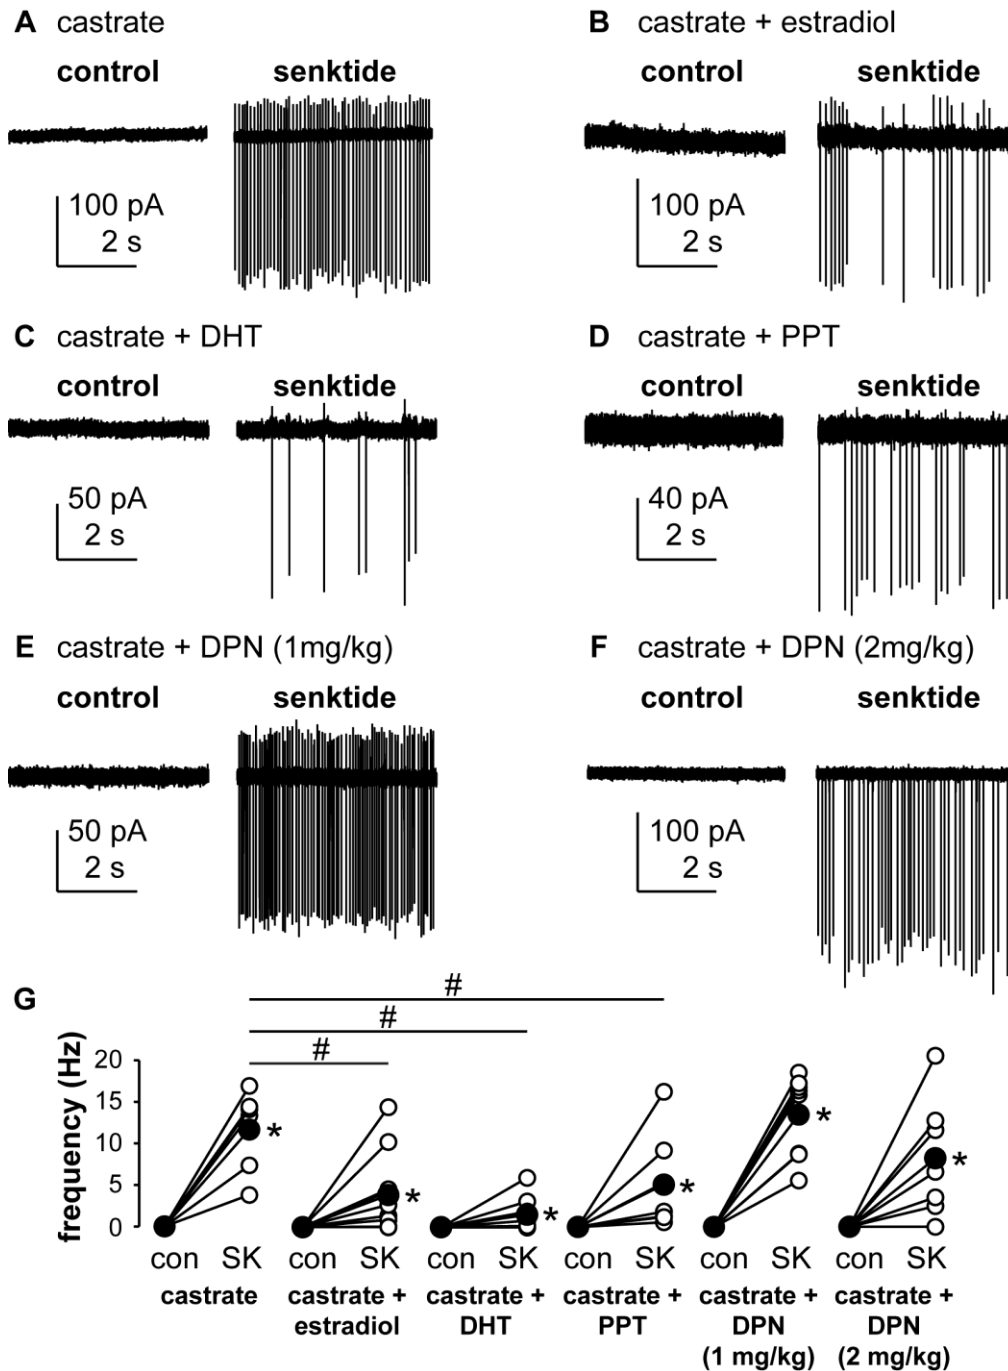 A castrate
control senktide
100 pA
2 s
B castrate + estradiol
control senktide
100 pA
2 s
C castrate + DHT
control senktide
50 pA
2 s
D castrate + PPT
control senktide
40 pA
2 s
E castrate + DPN (1mg/kg)
control senktide
50 pA
2 s
F castrate + DPN (2mg/kg)
control senktide
100 pA
2 s
G
#
#
#
frequency (Hz)
20
15
10
5
0
* * * * * *
con SK con SK con SK con SK con SK con SK
castrate
castrate +
estradiol
castrate +
DHT
castrate +
PPT
castrate +
DPN
(1 mg/kg)
castrate +
DPN
(2 mg/kg)